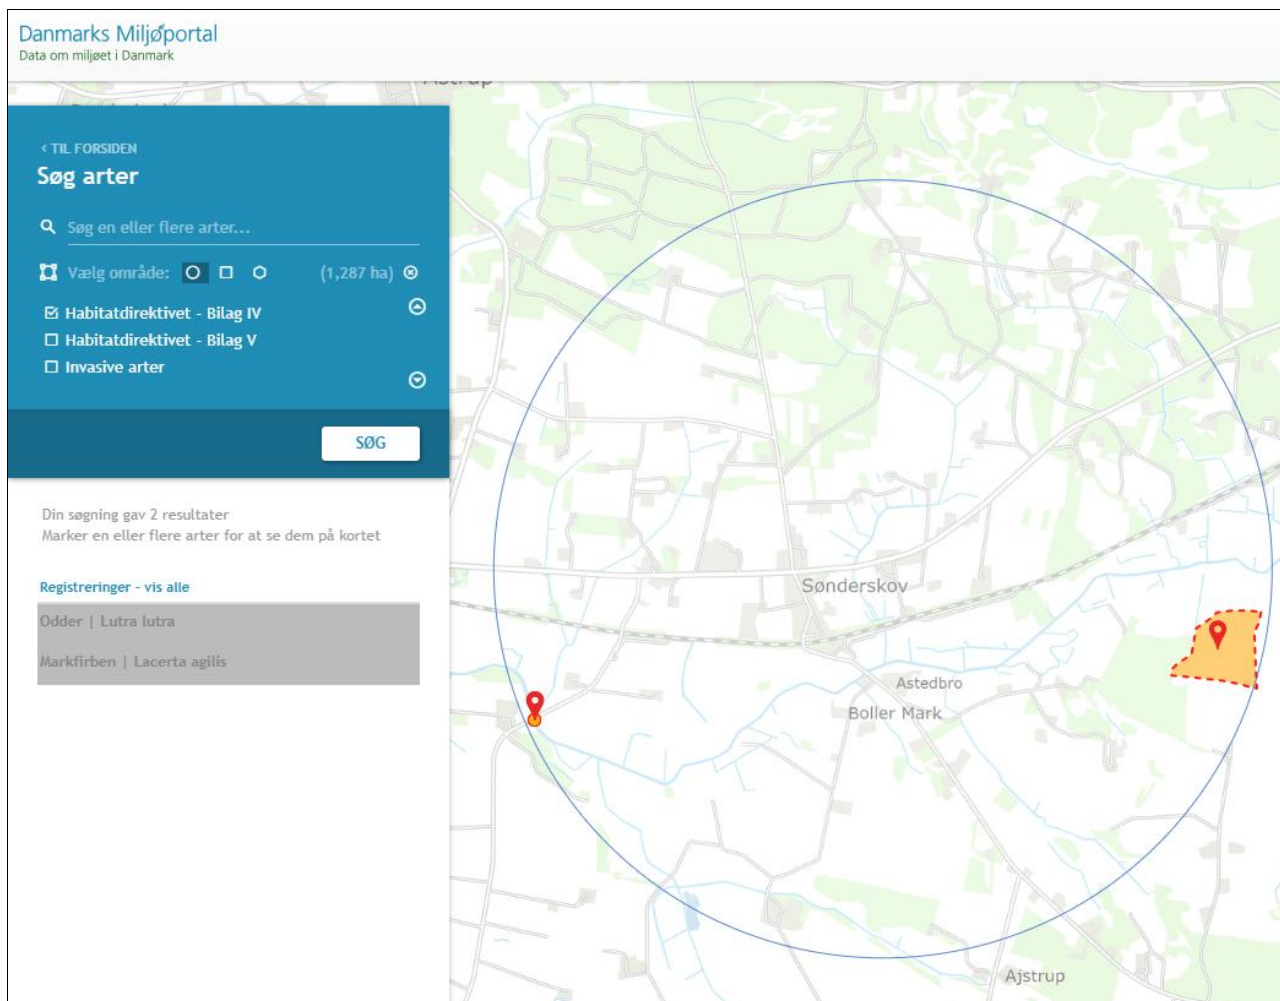 Danmarks Miljøportal
Data om miljøet i Danmark
‹ TIL FORSIDEN
Søg arter
Søg en eller flere arter...
Vælg område:
(1,287 ha)
Habitatdirektivet - Bilag IV
Habitatdirektivet - Bilag V
Invasive arter
SØG
Din søgning gav 2 resultater
Marker en eller flere arter for at se dem på kortet
Registreringer - vis alle
Odder | Lutra lutra
Markfirben | Lacerta agilis
Sønderskov
Astedbro
Boller Mark
Ajstrup